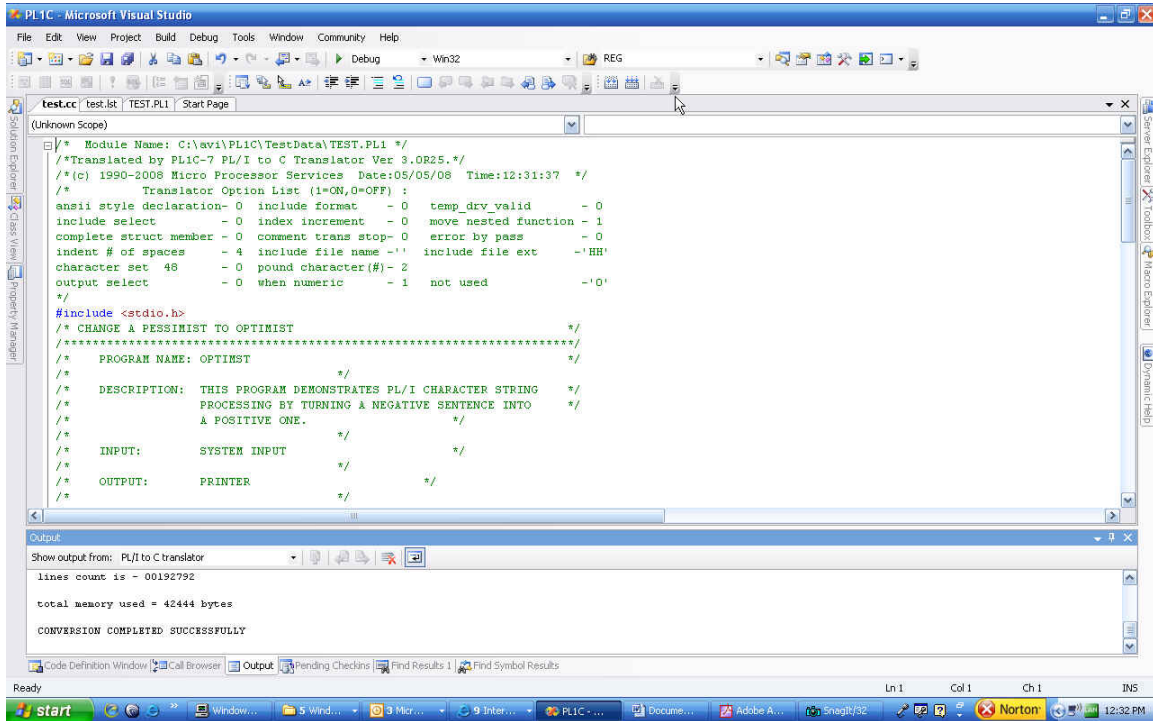 PL1C - Microsoft Visual Studio
File Edit View Project Build Debug Tools Window Community Help
Debug Win32 REG
test.cc test.lst TEST.PL1 Start Page
(Unknown Scope)
/* Module Name: C:\avi\PL1C\TestData\TEST.PL1 */
/*Translated by PL1C-7 PL/I to C Translator Ver 3.0R25.*/
/*(c) 1990-2008 Micro Processor Services Date:05/05/08 Time:12:31:37 */
/* Translator Option List (1=ON,0=OFF) :
ansii style declaration- 0 include format - 0 temp_drv_valid - 0
include select - 0 index increment - 0 move nested function - 1
complete struct member - 0 comment trans stop- 0 error by pass - 0
indent # of spaces - 4 include file name -'' include file ext -'HH'
character set 48 - 0 pound character(#)- 2
output select - 0 when numeric - 1 not used -'0'
*/
#include <stdio.h>
/* CHANGE A PESSIMIST TO OPTIMIST */
/***********************************************************************/
/* PROGRAM NAME: OPTIMST */
/* */
/* DESCRIPTION: THIS PROGRAM DEMONSTRATES PL/I CHARACTER STRING */
/* PROCESSING BY TURNING A NEGATIVE SENTENCE INTO */
/* A POSITIVE ONE. */
/* */
/* INPUT: SYSTEM INPUT */
/* */
/* OUTPUT: PRINTER */
/* */
Solution Explorer
Class View
Property Manager
Server Explorer
Toolbox
Macro Explorer
Dynamic Help
Output
Show output from: PL/I to C translator
lines count is - 00192792
total memory used = 42444 bytes
CONVERSION COMPLETED SUCCESSFULLY
Code Definition Window Call Browser Output Pending Checkins Find Results 1 Find Symbol Results
Ready Ln 1 Col 1 Ch 1 INS
start Window... 5 Wind... 3 Micr... 9 Inter... PL1C - ... Docume... Adobe A... SnagIt/32 Norton 12:32 PM